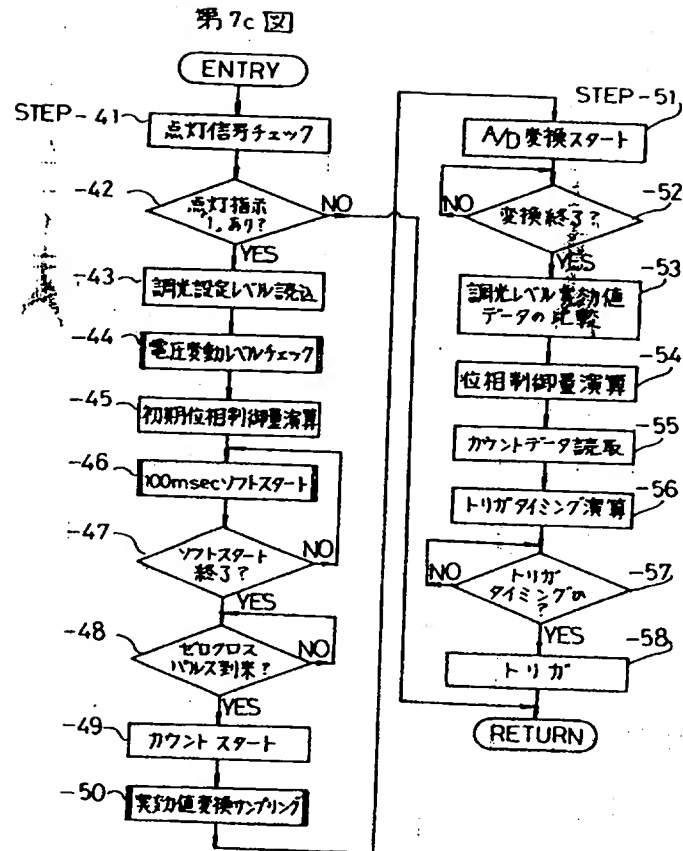 第7c図
ENTRY
STEP-41
点灯信号チェック
-42
点灯指示
「1」あり?
NO
YES
-43
調光設定レベル読込
-44
電圧変動レベルチェック
-45
初期位相制御量演算
-46
100msecソフトスタート
-47
ソフトスタート
終了?
NO
YES
-48
ゼロクロス
パルス到来?
NO
YES
-49
カウントスタート
-50
実効値変換サンプリング
STEP-51
A/D変換スタート
-52
変換終了?
NO
YES
-53
調光レベル実効値
データの比較
-54
位相制御量演算
-55
カウントデータ読取
-56
トリガタイミング演算
-57
トリガ
タイミングか
?
NO
YES
-58
トリガ
RETURN